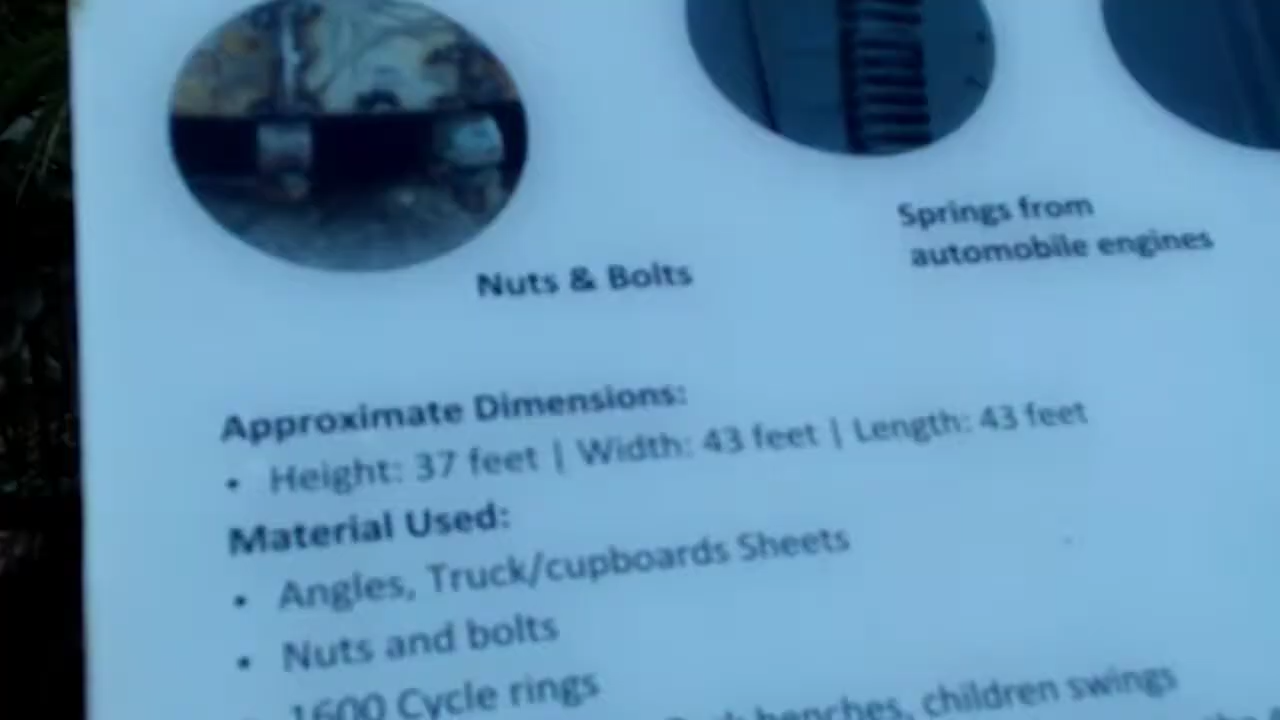 Springs from
automobile engines
Nuts & Bolts
Approximate Dimensions:
• Height: 37 feet | Width: 43 feet | Length: 43 feet
Material Used:
• Angles, Truck/cupboards Sheets
• Nuts and bolts
1600 Cycle rings
benches, children swings